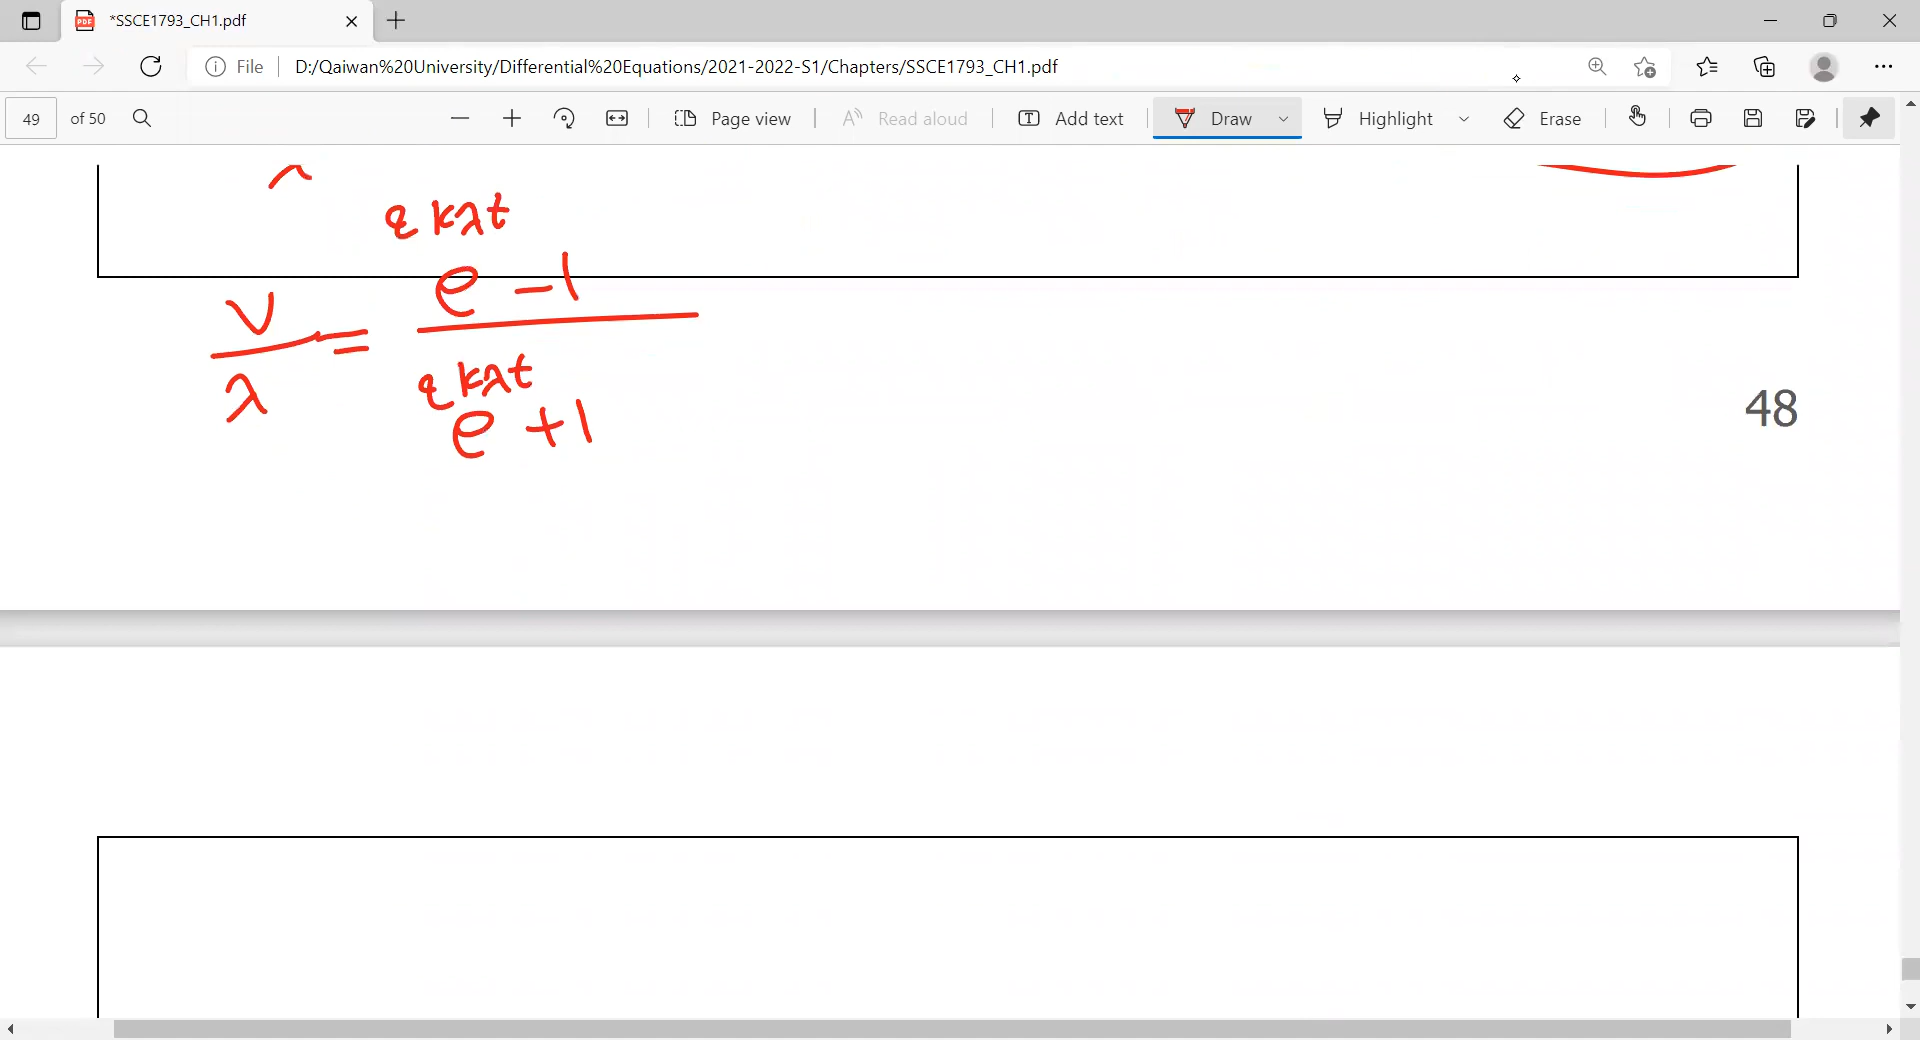 *SSCE1793_CH1.pdf
File D:/Qaiwan%20University/Differential%20Equations/2021-2022-S1/Chapters/SSCE1793_CH1.pdf
49 of 50 Page view Read aloud Add text Draw Highlight Erase
λ
2kλt
e - 1
V
=
λ
2kλt
e + 1
48